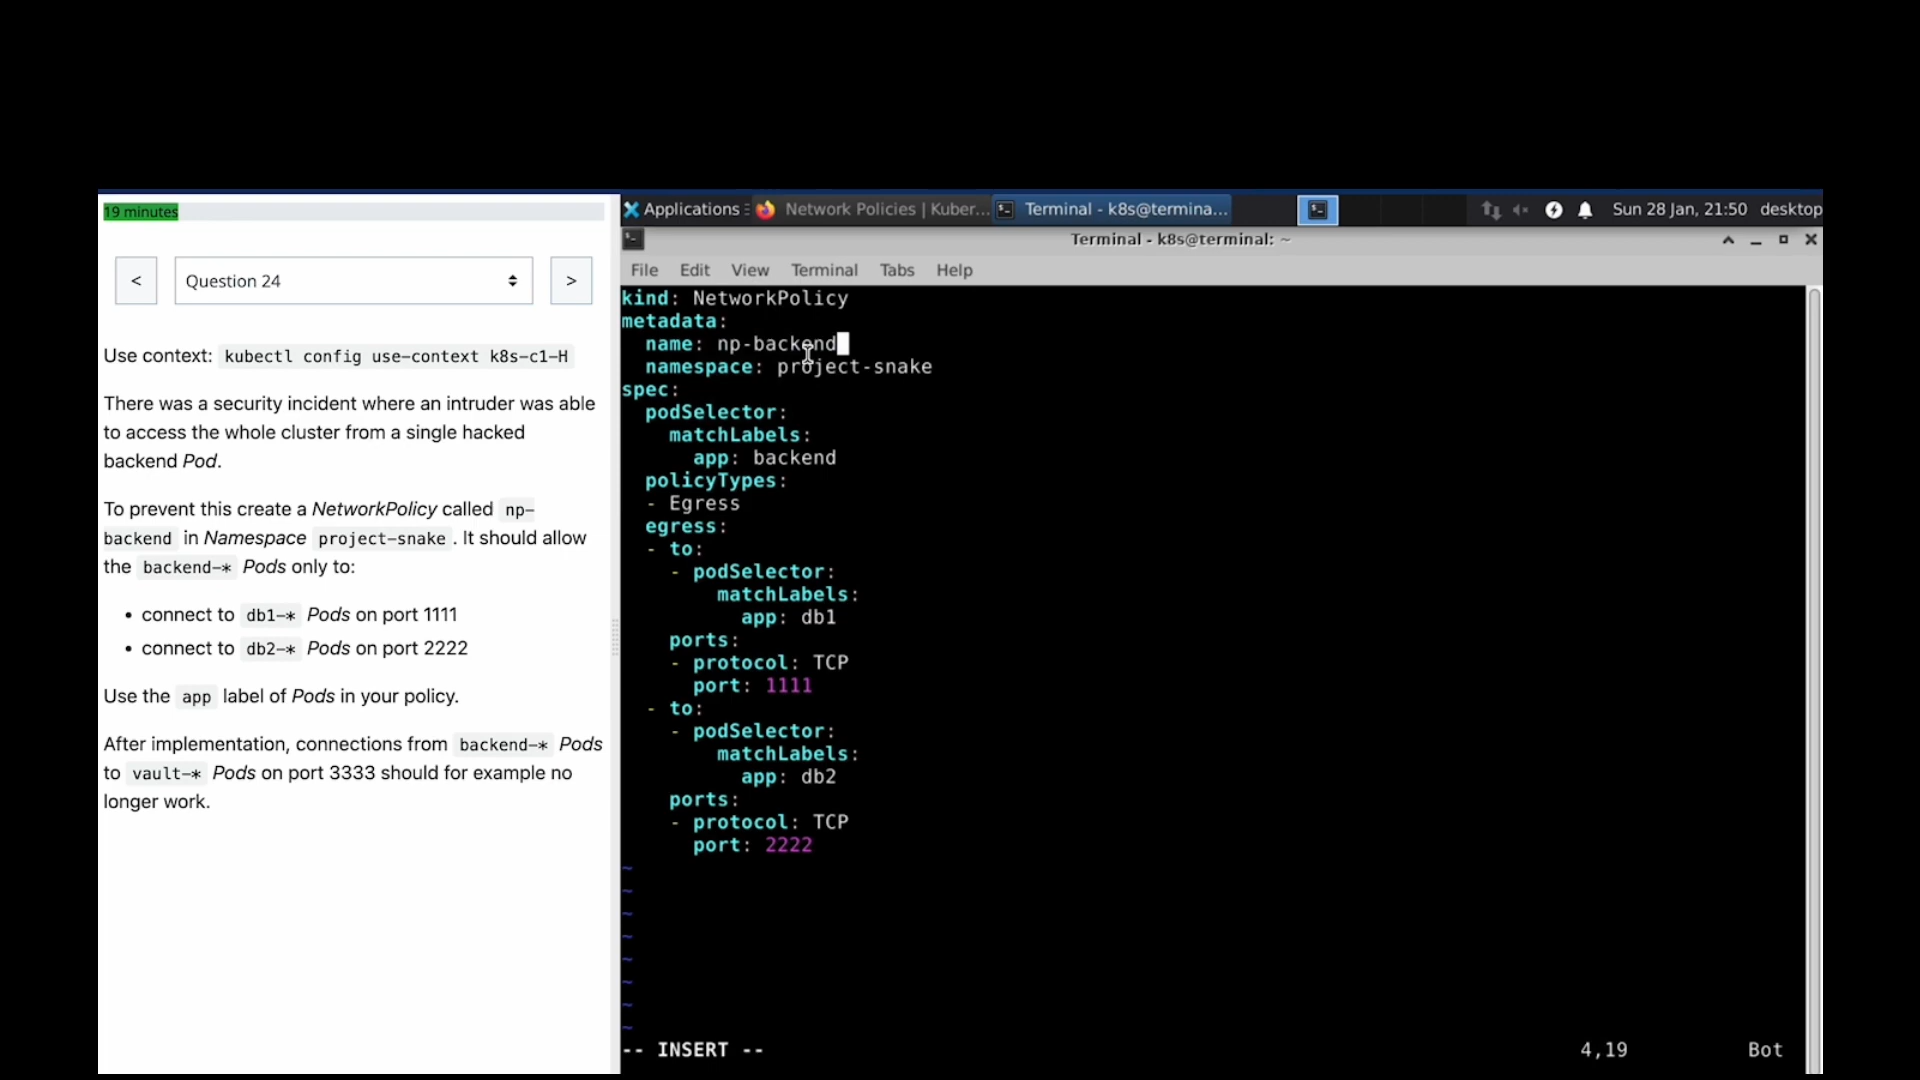 19 minutes
<
Question 24
>
Use context: kubectl config use-context k8s-c1-H
There was a security incident where an intruder was able
to access the whole cluster from a single hacked
backend Pod.
To prevent this create a NetworkPolicy called np-
backend in Namespace project-snake. It should allow
the backend-* Pods only to:
• connect to db1-* Pods on port 1111
• connect to db2-* Pods on port 2222
Use the app label of Pods in your policy.
After implementation, connections from backend-* Pods
to vault-* Pods on port 3333 should for example no
longer work.
Applications Network Policies | Kuber... Terminal - k8s@termina... Sun 28 Jan, 21:50 desktop
Terminal - k8s@terminal: ~
File Edit View Terminal Tabs Help
kind: NetworkPolicy
metadata:
  name: np-backend
  namespace: project-snake
spec:
  podSelector:
    matchLabels:
      app: backend
  policyTypes:
  - Egress
  egress:
  - to:
    - podSelector:
        matchLabels:
          app: db1
    ports:
    - protocol: TCP
      port: 1111
  - to:
    - podSelector:
        matchLabels:
          app: db2
    ports:
    - protocol: TCP
      port: 2222
~
~
~
~
~
~
~
~
-- INSERT -- 4,19 Bot